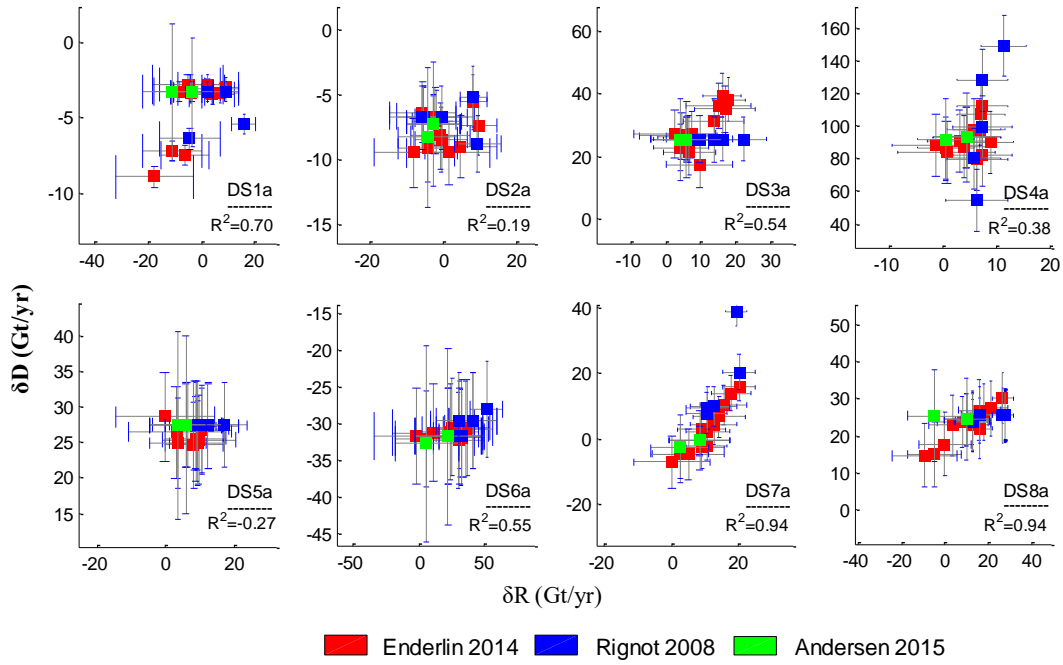 0
-5
-10
-40 -20 0 20
DS1a
R²=0.70
0
-5
-10
-15
-20 0 20
DS2a
R²=0.19
60
40
20
0
0 10 20 30
DS3a
R²=0.54
160
140
120
100
80
60
40
-10 0 10 20
DS4a
R²=0.38
40
35
30
25
20
15
-20 0 20
DS5a
R²=-0.27
-15
-20
-25
-30
-35
-40
-45
-50 0 50
DS6a
R²=0.55
40
20
0
-20
-20 0 20
DS7a
R²=0.94
50
40
30
20
10
0
-40 -20 0 20 40
DS8a
R²=0.94
δD (Gt/yr)
δR (Gt/yr)
Enderlin 2014 Rignot 2008 Andersen 2015